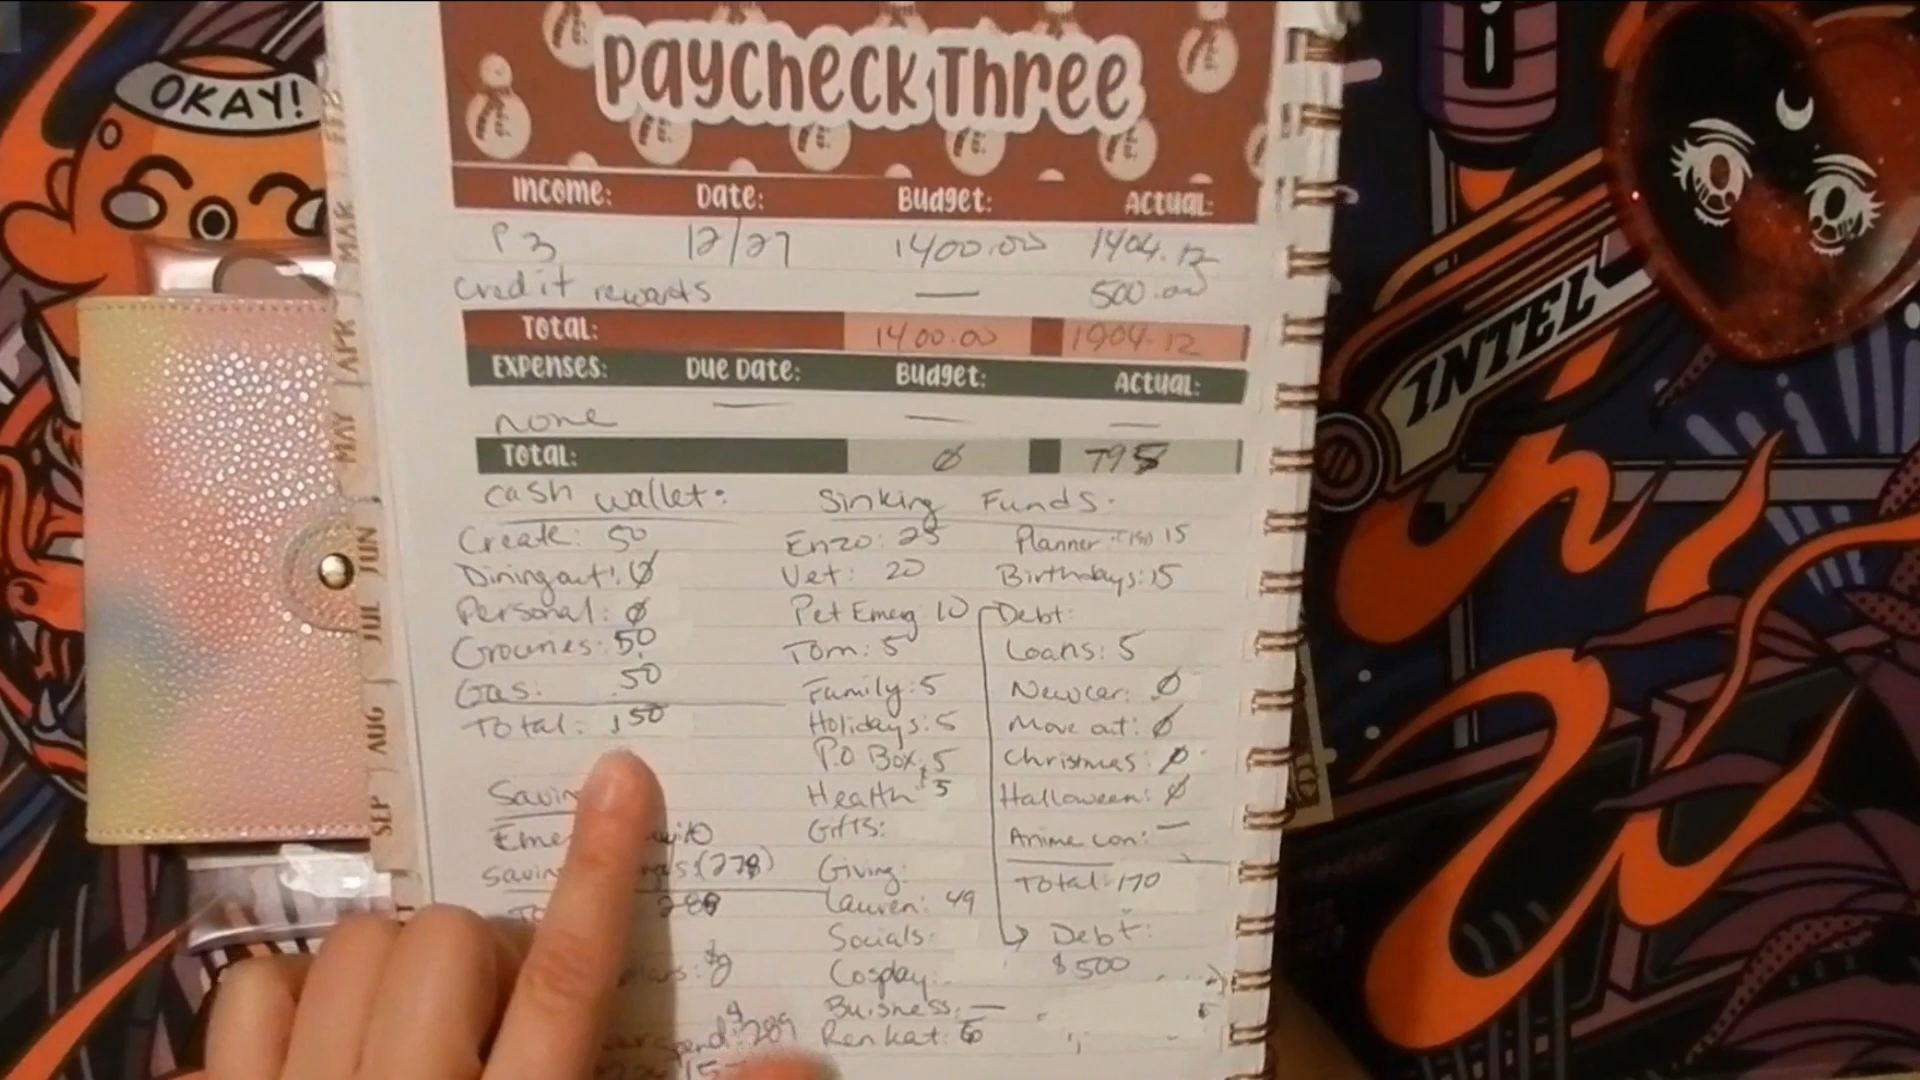 OKAY!
Paycheck Three
Income: Date: Budget: Actual:
P3 12/27 1400.00 1404.12
Credit rewards — 500.00
Total: 1400.00 1904.12
Expenses: Due Date: Budget: Actual:
none — — —
Total: Ø 795
Cash wallet: Sinking Funds:
Create: 50
Dining out: Ø
Personal: Ø
Groceries: 50
Gas: 50
Total: 150
Enzo: 25
Vet: 20
Pet Emerg 10
Tom: 5
Family: 5
Holidays: 5
P.O Box: 5
Health 5
Gifts:
Giving:
Lauren: 49
Socials:
Cosplay:
Buisness: —
Ren kat:
Planner 15
Birthdays: 15
Debt:
Loans: 5
New car: Ø
Move out: Ø
Christmas: Ø
Halloween: Ø
Anime con: —
Total: 170
Debt:
$500
MAR
APR
MAY
JUN
JUL
AUG
SEP
INTEL